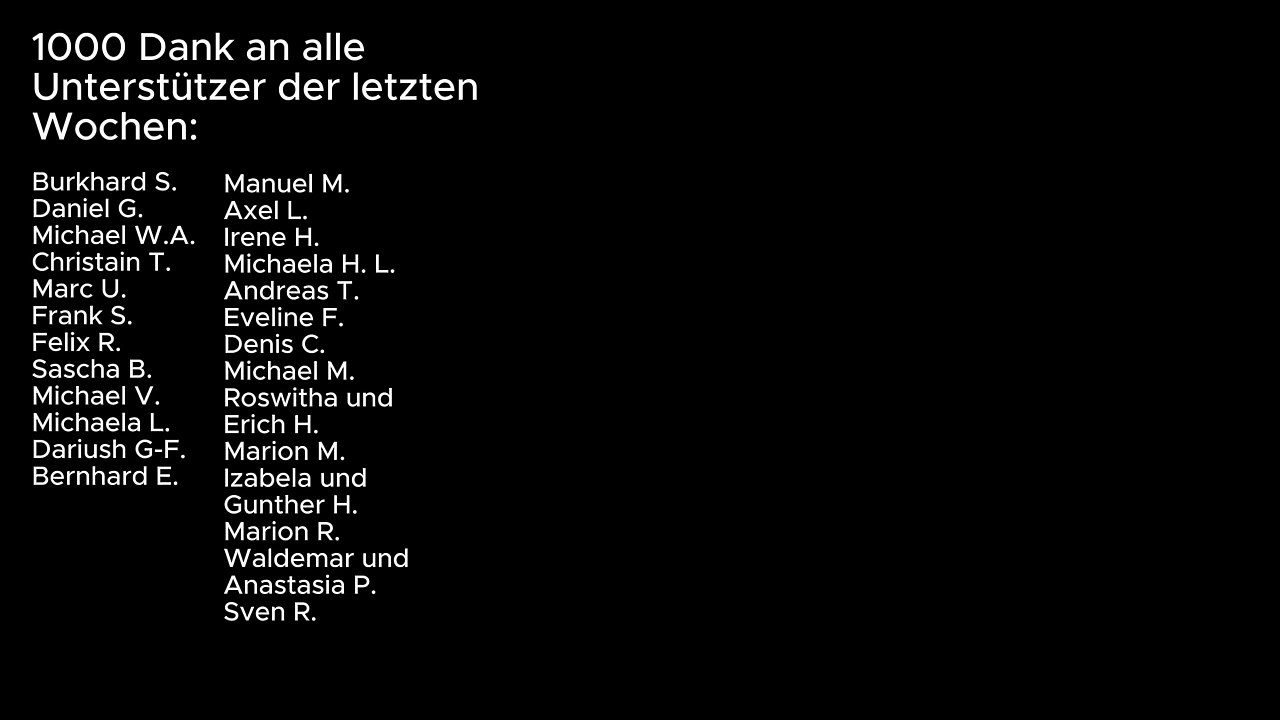 1000 Dank an alle
Unterstützer der letzten
Wochen:
Burkhard S.
Daniel G.
Michael W.A.
Christain T.
Marc U.
Frank S.
Felix R.
Sascha B.
Michael V.
Michaela L.
Dariush G-F.
Bernhard E.
Manuel M.
Axel L.
Irene H.
Michaela H. L.
Andreas T.
Eveline F.
Denis C.
Michael M.
Roswitha und
Erich H.
Marion M.
Izabela und
Gunther H.
Marion R.
Waldemar und
Anastasia P.
Sven R.